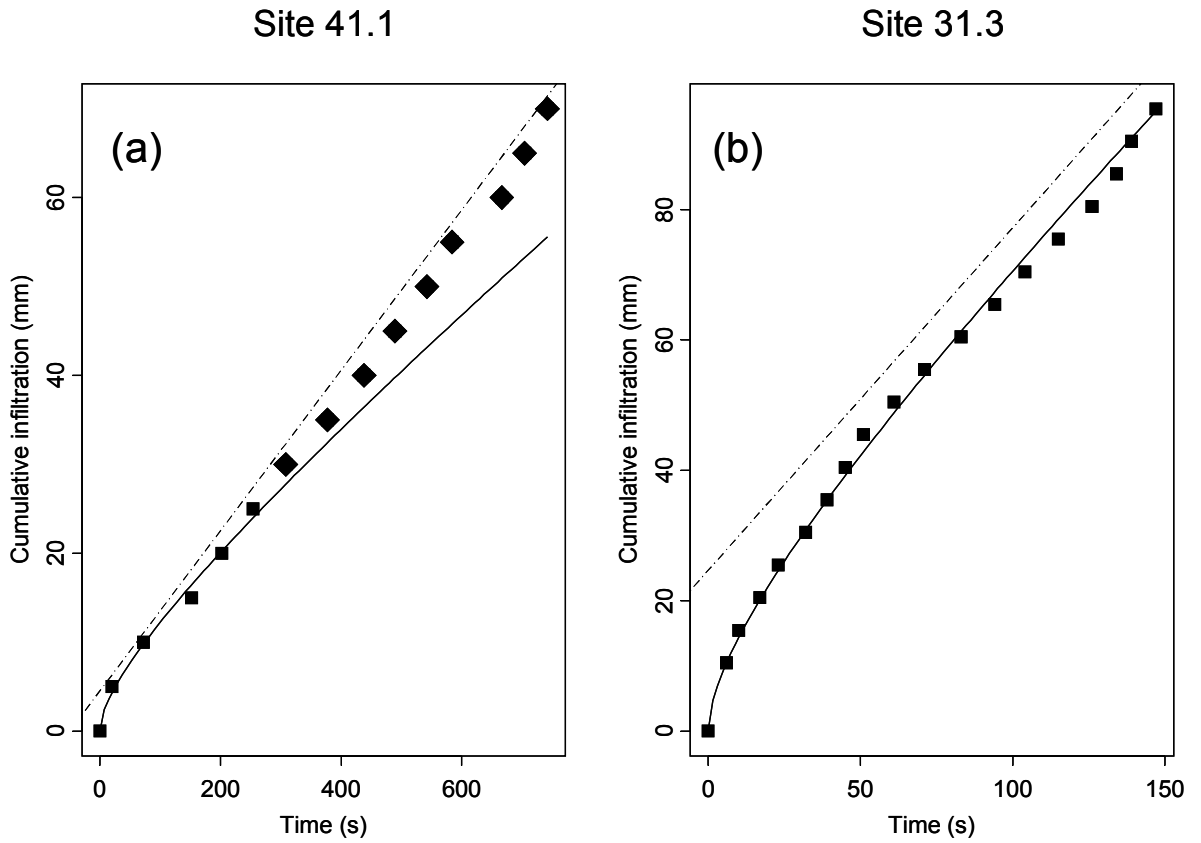 Site 41.1
Site 31.3
(a)
60
40
20
0
Cumulative infiltration (mm)
0 200 400 600
Time (s)
(b)
80
60
40
20
0
Cumulative infiltration (mm)
0 50 100 150
Time (s)